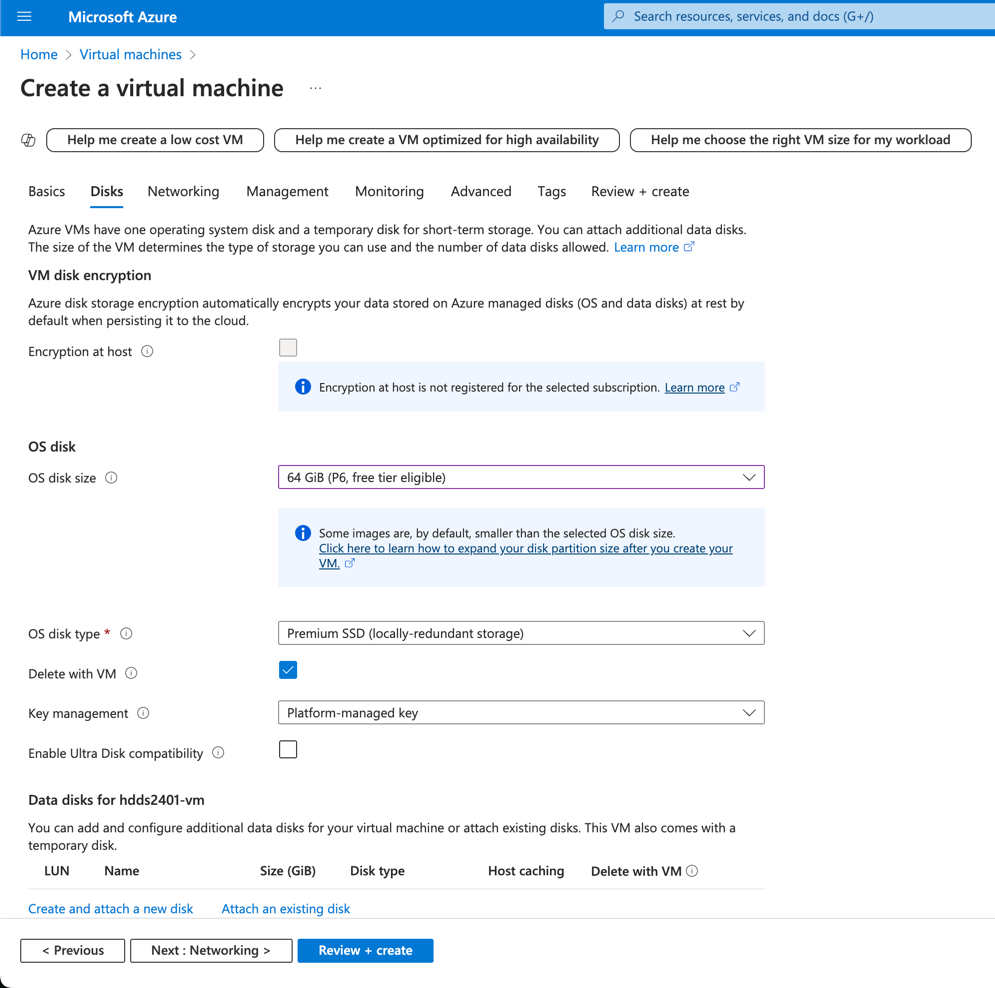 Microsoft Azure
Search resources, services, and docs (G+/)
Home > Virtual machines >
Create a virtual machine ...
Help me create a low cost VM
Help me create a VM optimized for high availability
Help me choose the right VM size for my workload
Basics Disks Networking Management Monitoring Advanced Tags Review + create
Azure VMs have one operating system disk and a temporary disk for short-term storage. You can attach additional data disks.
The size of the VM determines the type of storage you can use and the number of data disks allowed. Learn more
VM disk encryption
Azure disk storage encryption automatically encrypts your data stored on Azure managed disks (OS and data disks) at rest by
default when persisting it to the cloud.
Encryption at host
Encryption at host is not registered for the selected subscription. Learn more
OS disk
OS disk size
64 GiB (P6, free tier eligible)
Some images are, by default, smaller than the selected OS disk size.
Click here to learn how to expand your disk partition size after you create your
VM.
OS disk type *
Premium SSD (locally-redundant storage)
Delete with VM
Key management
Platform-managed key
Enable Ultra Disk compatibility
Data disks for hdds2401-vm
You can add and configure additional data disks for your virtual machine or attach existing disks. This VM also comes with a
temporary disk.
LUN Name Size (GiB) Disk type Host caching Delete with VM
Create and attach a new disk Attach an existing disk
< Previous
Next : Networking >
Review + create